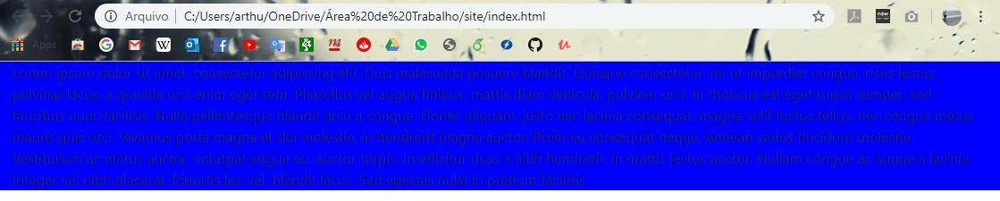 Arquivo | C:/Users/arthu/OneDrive/Área%20de%20Trabalho/site/index.html
Apps
Lorem ipsum dolor sit amet, consectetur adipiscing elit. Duis malesuada posuere blandit. Quisque consectetur, mi ut imperdiet congue, risus lectus
pulvinar lacus, a gravida orci enim eget sem. Phasellus vel augue finibus, mattis diam vehicula, pulvinar orci. In rhoncus est eget turpis semper, sed
faucibus nunc facilisis. Nulla pellentesque blandit arcu a congue. Donec aliquam, justo nec lacinia consequat, magna velit luctus tellus, nec congue metus
mauris quis orci. Vivamus porta magna et dui molestie, in hendrerit magna auctor. Proin eu consequat neque. Aenean varius tincidunt molestie.
Vestibulum ac metus auctor, volutpat augue eu, auctor turpis. In efficitur risus a nibh hendrerit, in mattis lectus auctor. Nullam congue ac augue a lacinia.
Integer vel nibh placerat, lobortis leo vel, blandit lacus. Sed egestas nulla in pretium facilisis.